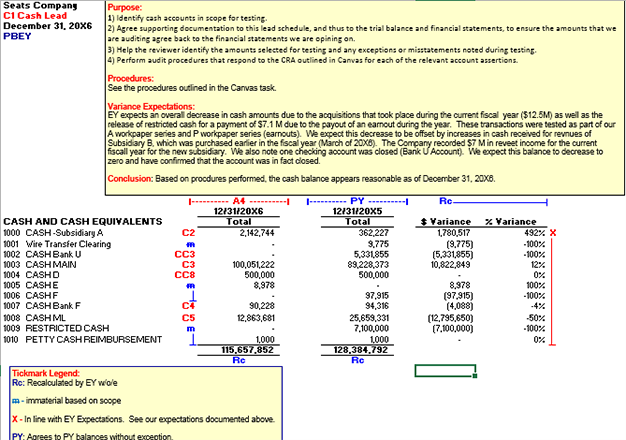 Seats Company
C1 Cash Lead
December 31, 20X6
PBEY
Purpose:
1) Identify cash accounts in scope for testing.
2) Agree supporting documentation to this lead schedule, and thus to the trial balance and financial statements, to ensure the amounts that we
are auditing agree back to the financial statements we are opining on.
3) Help the reviewer identify the amounts selected for testing and any exceptions or misstatements noted during testing.
4) Perform audit procedures that respond to the CRA outlined in Canvas for each of the relevant account assertions.
Procedures:
See the procedures outlined in the Canvas task.
Variance Expectations:
EY expects an overall decrease in cash amounts due to the acquisitions that took place during the current fiscal year ($12.5M) as well as the
release of restricted cash for a payment of $7.1 M due to the payout of an earnout during the year. These transactions were tested as part of our
A workpaper series and P workpaper series (earnouts). We expect this decrease to be offset by increases in cash received for revnues of
Subsidiary B, which was purchased earlier in the fiscal year (March of 20X6). The Company recorded $7 M in reveet income for the current
fiscall year for the new subsidiary. We also note one checking account was closed (Bank U Account). We expect this balance to decrease to
zero and have confirmed that the account was in fact closed.
Conclusion: Based on procdures performed, the cash balance appears reasonable as of December 31, 20X6.
A4 PY Rc
12/31/20X6 12/31/20X5
CASH AND CASH EQUIVALENTS Total Total $ Variance % Variance
1000 CASH -Subsidiary A C2 2,142,744 362,227 1,780,517 492% X
1001 Wire Transfer Clearing m - 9,775 (9,775) -100%
1002 CASH Bank U CC3 - 5,331,855 (5,331,855) -100%
1003 CASH MAIN C3 100,051,222 89,228,373 10,822,849 12%
1004 CASH D CC8 500,000 500,000 - 0%
1005 CASH E m 8,978 - 8,978 100%
1006 CASH F - 97,915 (97,915) -100%
1007 CASH Bank F C4 90,228 94,316 (4,088) -4%
1008 CASH ML C5 12,863,681 25,659,331 (12,795,650) -50%
1009 RESTRICTED CASH m - 7,100,000 (7,100,000) -100%
1010 PETTY CASH REIMBURSEMENT 1,000 1,000 - 0%
115,657,852 128,384,792
Rc Rc
Tickmark Legend:
Rc: Recalculated by EY w/o/e
m - immaterial based on scope
X - In line with EY Expectations. See our expectations documented above.
PY: Agrees to PY balances without exception.